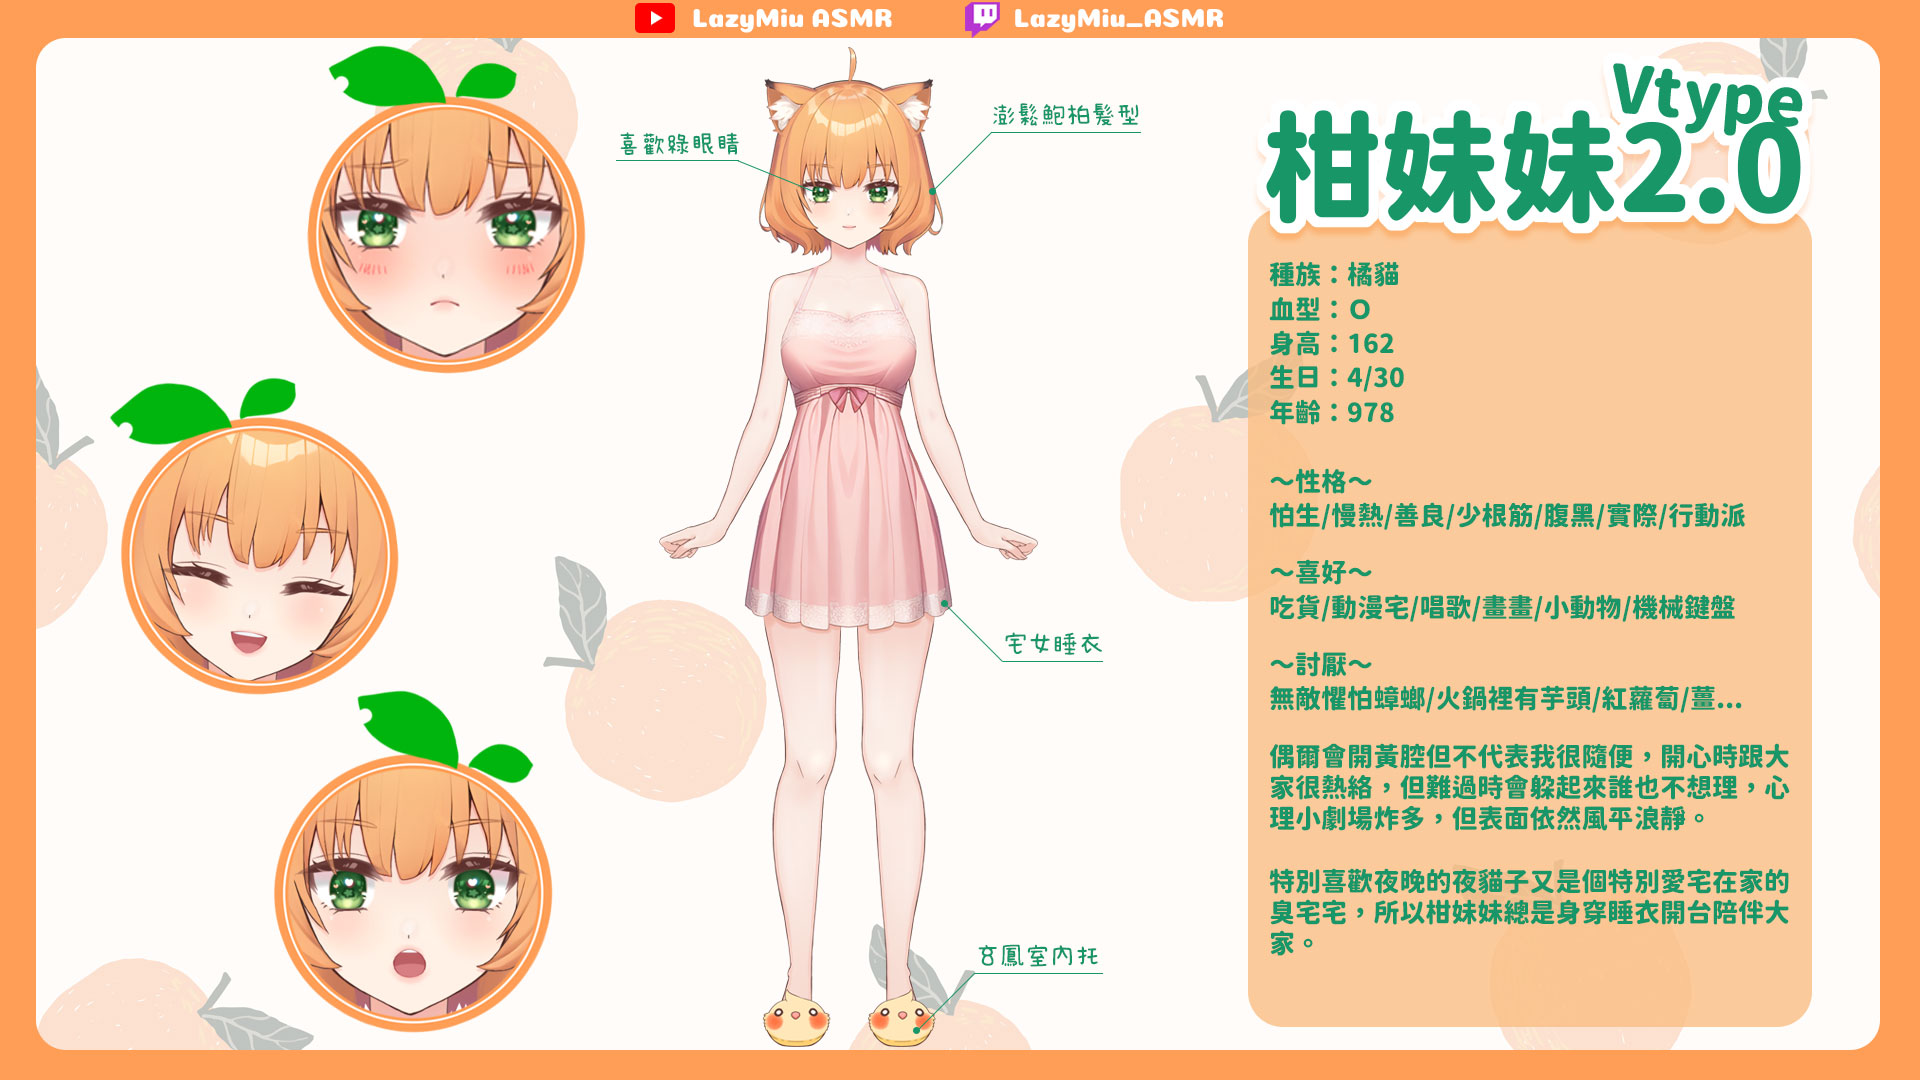 LazyMiu ASMR
LazyMiu_ASMR
喜歡綠眼睛
澎鬆鮑柏髮型
宅女睡衣
玄鳳室內托
Vtype
柑妹妹2.0
種族：橘貓
血型：O
身高：162
生日：4/30
年齡：978
～性格～
怕生/慢熱/善良/少根筋/腹黑/實際/行動派
～喜好～
吃貨/動漫宅/唱歌/畫畫/小動物/機械鍵盤
～討厭～
無敵懼怕蟑螂/火鍋裡有芋頭/紅蘿蔔/薑...
偶爾會開黃腔但不代表我很隨便，開心時跟大
家很熱絡，但難過時會躲起來誰也不想理，心
理小劇場炸多，但表面依然風平浪靜。
特別喜歡夜晚的夜貓子又是個特別愛宅在家的
臭宅宅，所以柑妹妹總是身穿睡衣開台陪伴大
家。